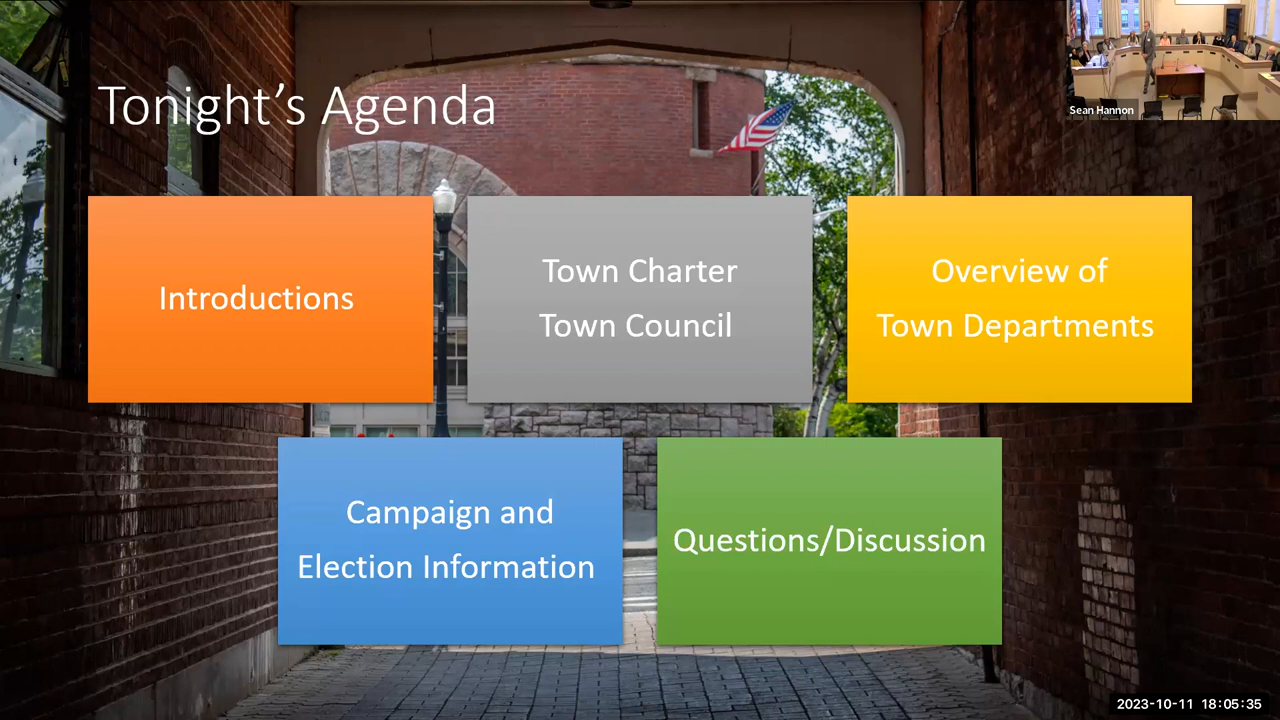 Tonight's Agenda
Sean Hannon
Introductions
Town Charter
Town Council
Overview of
Town Departments
Campaign and
Election Information
Questions/Discussion
2023-10-11 18:05:35